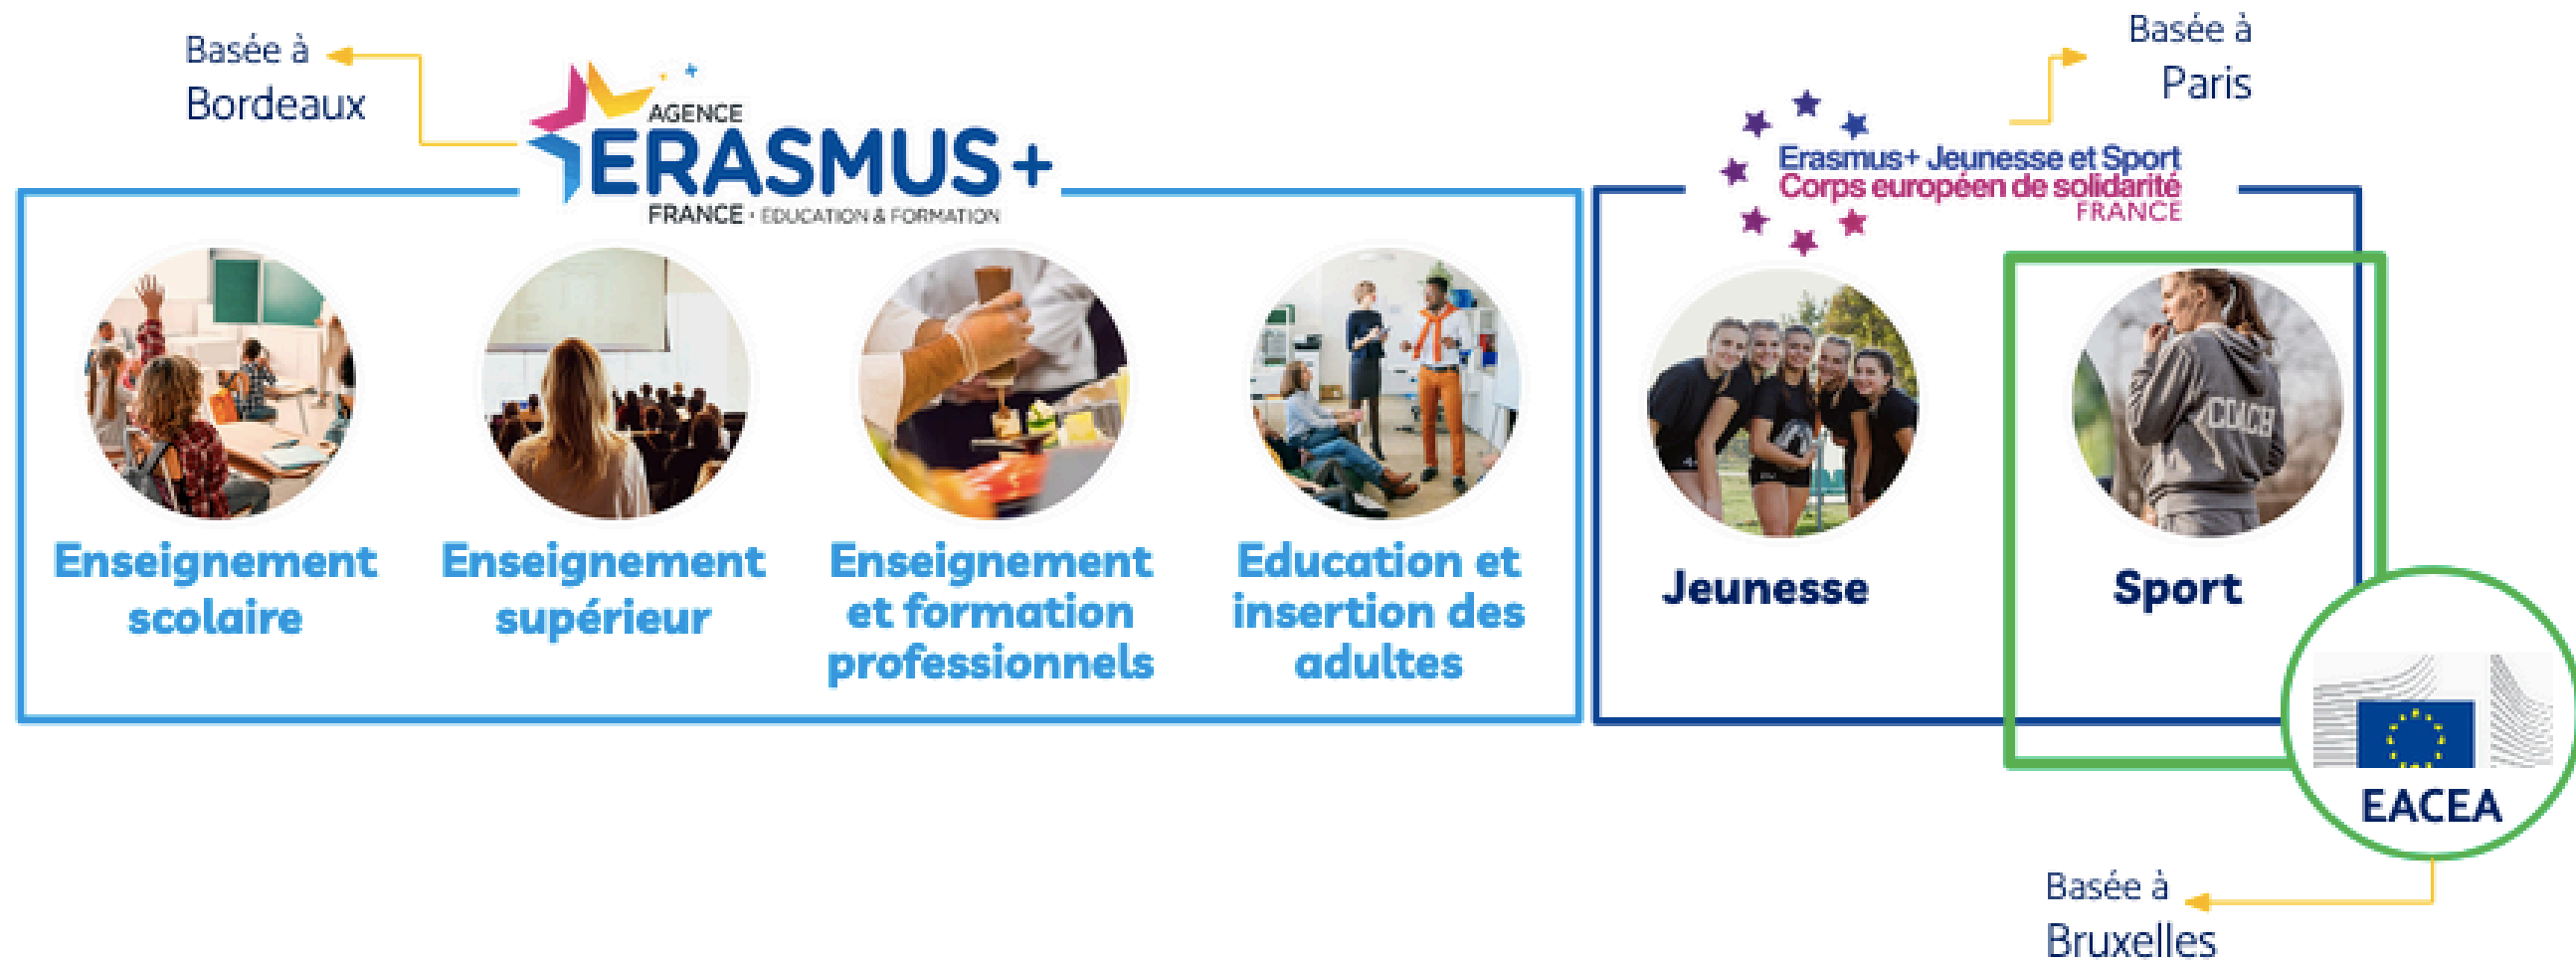 Basée à
Bordeaux
AGENCE
ERASMUS+
FRANCE • EDUCATION & FORMATION
Basée à
Paris
Erasmus+ Jeunesse et Sport
Corps européen de solidarité
FRANCE
Enseignement
scolaire
Enseignement
supérieur
Enseignement
et formation
professionnels
Education et
insertion des
adultes
Jeunesse
COACH
Sport
EACEA
Basée à
Bruxelles